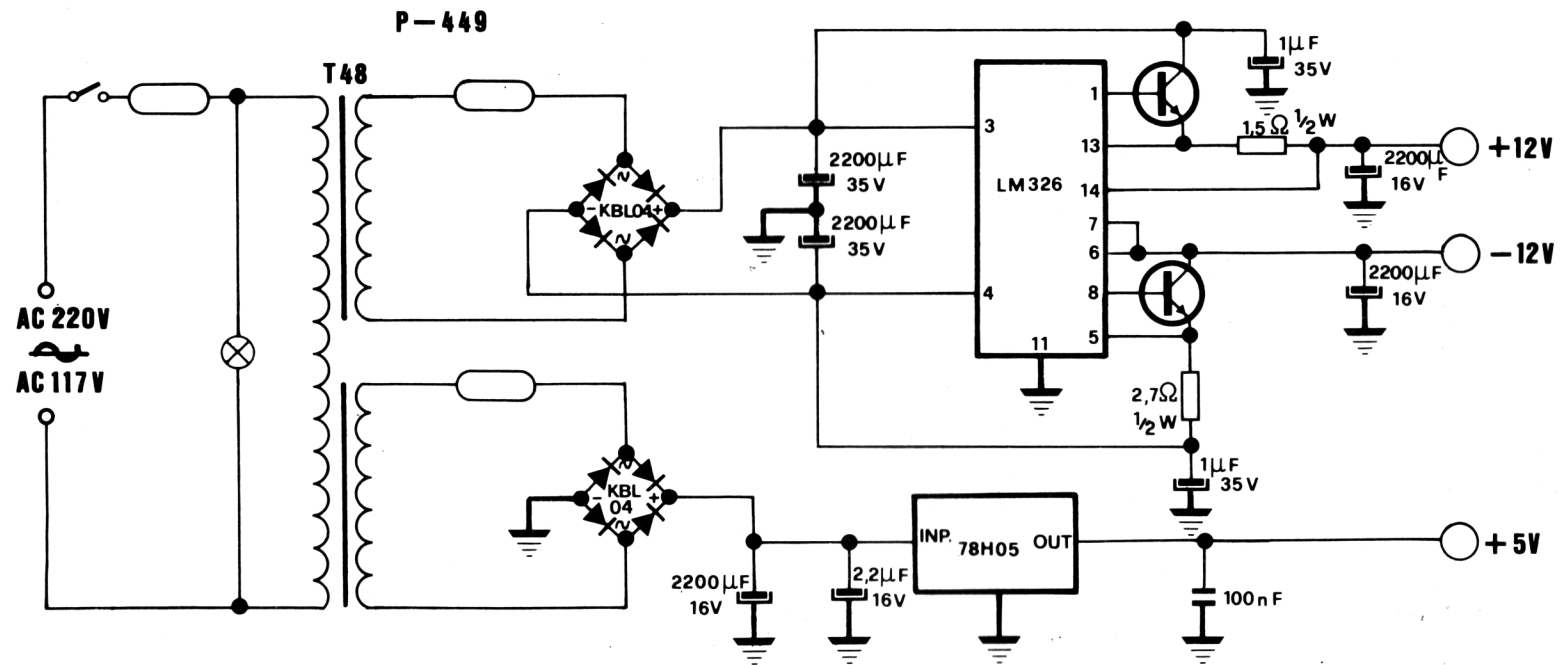 P-449
T48
AC 220V
AC 117V
~
- KBL04 +
~
~
KBL
- 04 +
~
2200μF
35V
2200μF
35V
LM326
3
4
1
13
14
7
6
8
5
11
1μF
35V
1,5Ω 1/2W
2200μF
16V
+12V
-12V
2200μF
16V
2,7Ω
1/2W
1μF
35V
2200μF
16V
2,2μF
16V
INP. 78H05 OUT
100nF
+5V